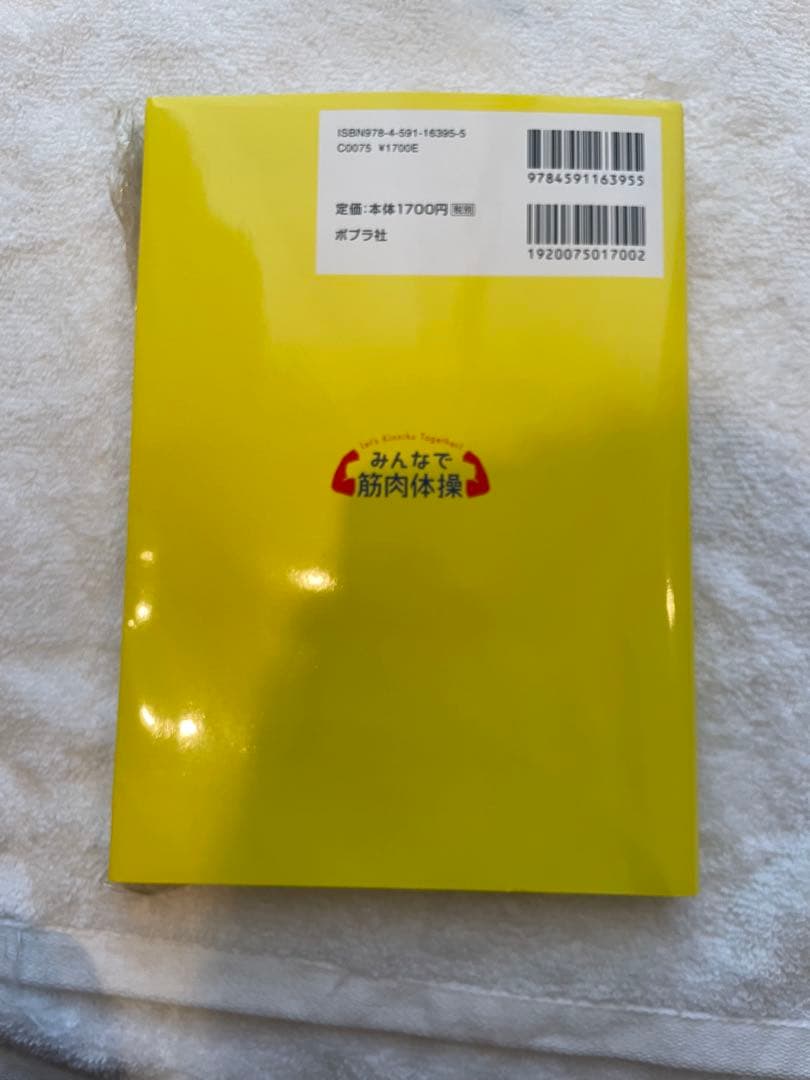 ISBN978-4-591-16395-5
C0075 ¥1700E
定価:本体1700円 税別
ポプラ社
9784591163955
1920075017002
Let's Kinniku Together!
みんなで
筋肉体操